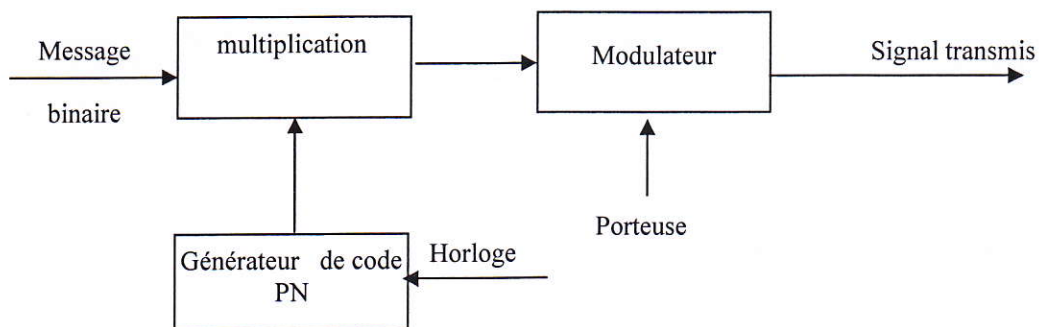 Message
binaire
multiplication
Modulateur
Signal transmis
Porteuse
Générateur de code
PN
Horloge